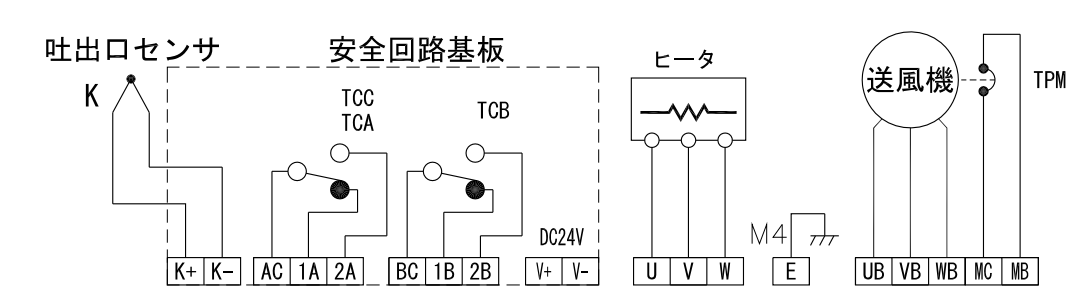 吐出口センサ
安全回路基板
ヒータ
送風機
TPM
K
TCC
TCA
TCB
DC24V
M4
K+ K-
AC 1A 2A
BC 1B 2B
V+ V-
U V W
E
UB VB WB MC MB